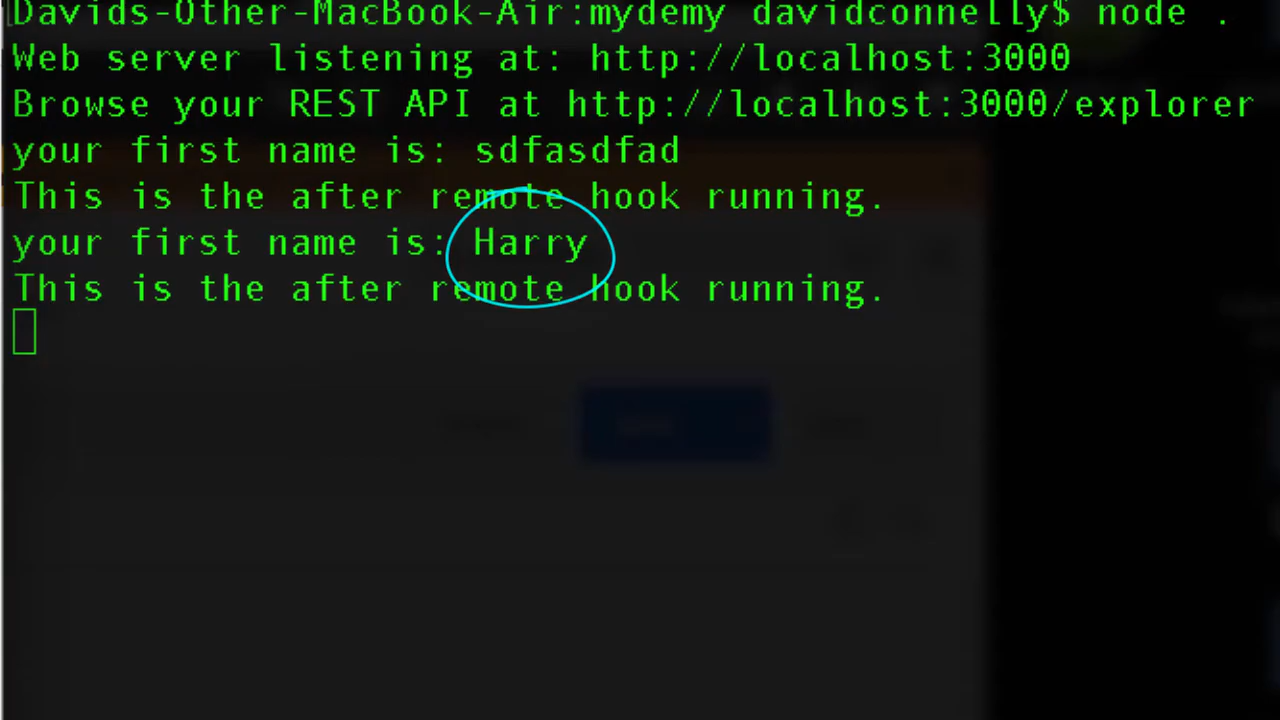 Davids-Other-MacBook-Air:mydemy davidconnelly$ node .
Web server listening at: http://localhost:3000
Browse your REST API at http://localhost:3000/explorer
your first name is: sdfasdfad
This is the after remote hook running.
your first name is: Harry
This is the after remote hook running.